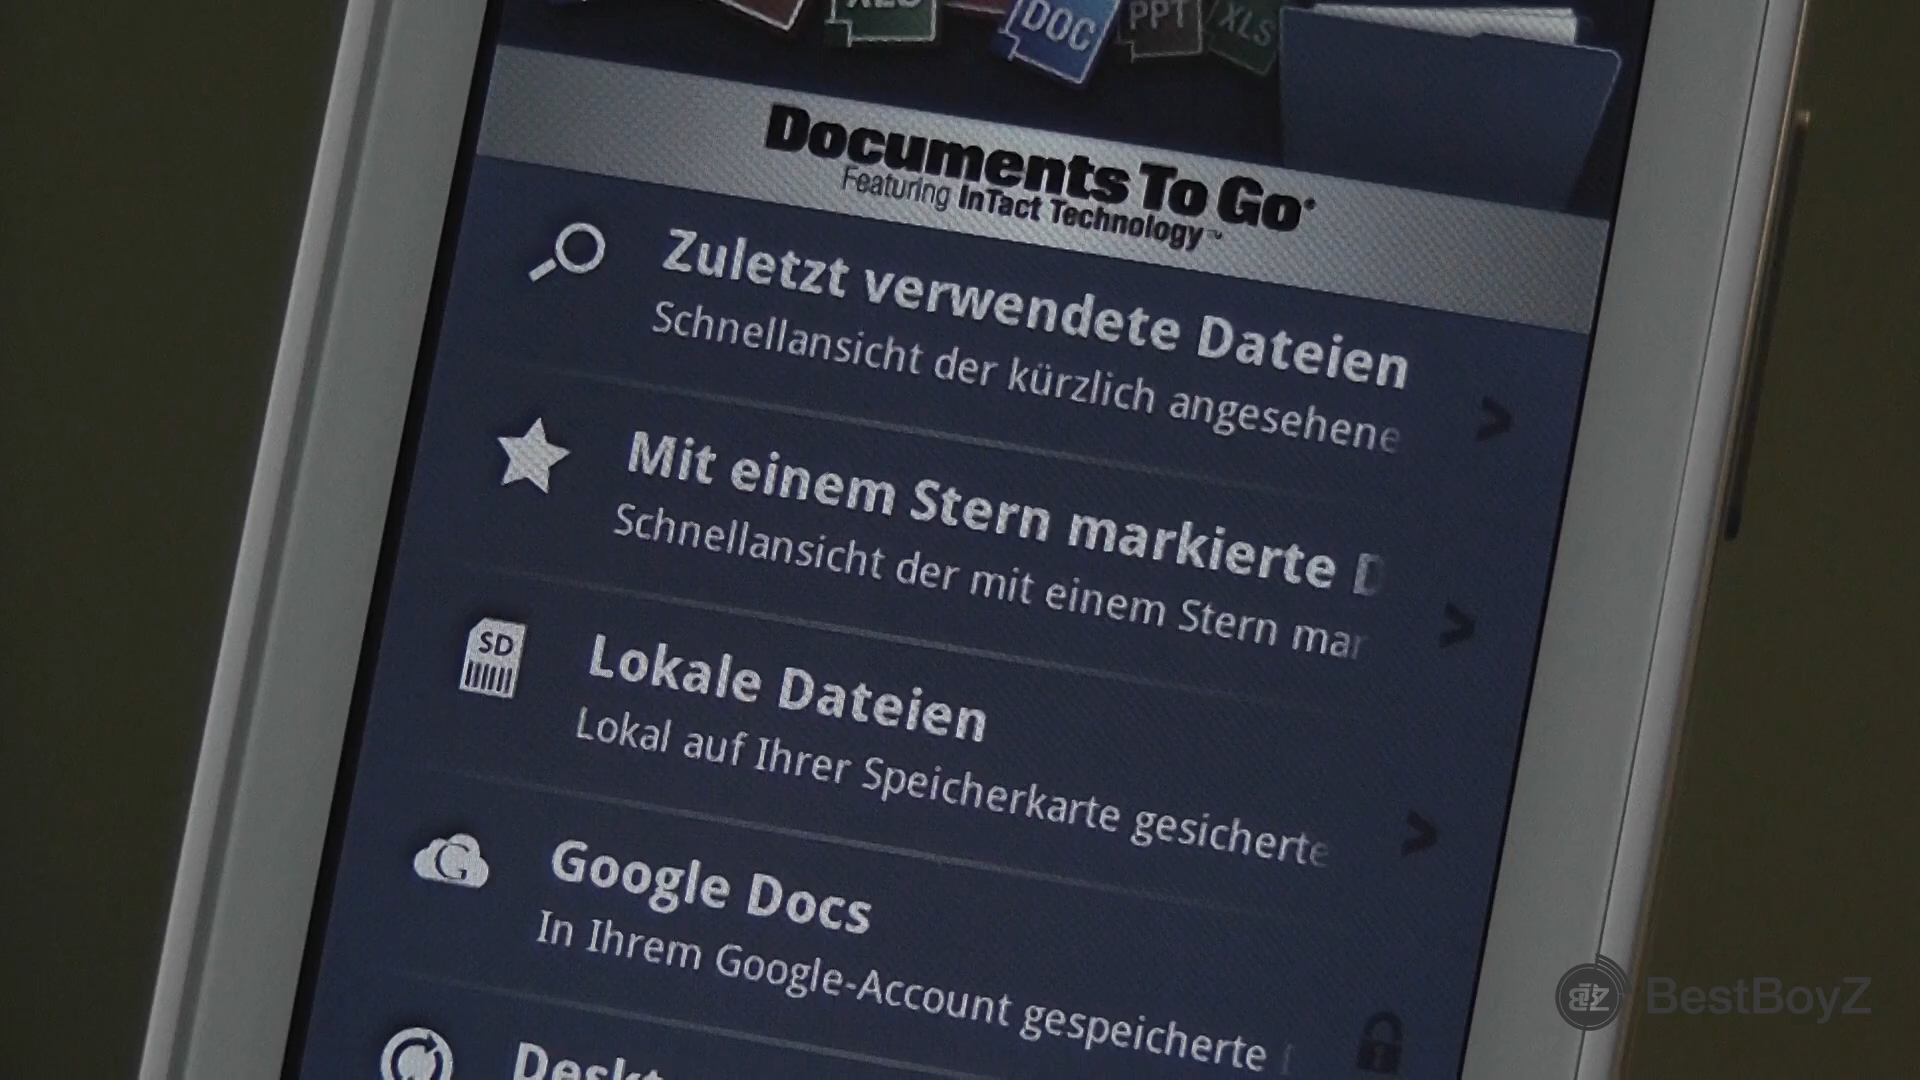 XLS
DOC
PPT
XLS
Documents To Go
Featuring InTact Technology™
Zuletzt verwendete Dateien
Schnellansicht der kürzlich angesehene
Mit einem Stern markierte D
Schnellansicht der mit einem Stern mar
SD
Lokale Dateien
Lokal auf Ihrer Speicherkarte gesicherte
Google Docs
In Ihrem Google-Account gespeicherte
Deskt
BestBoyZ